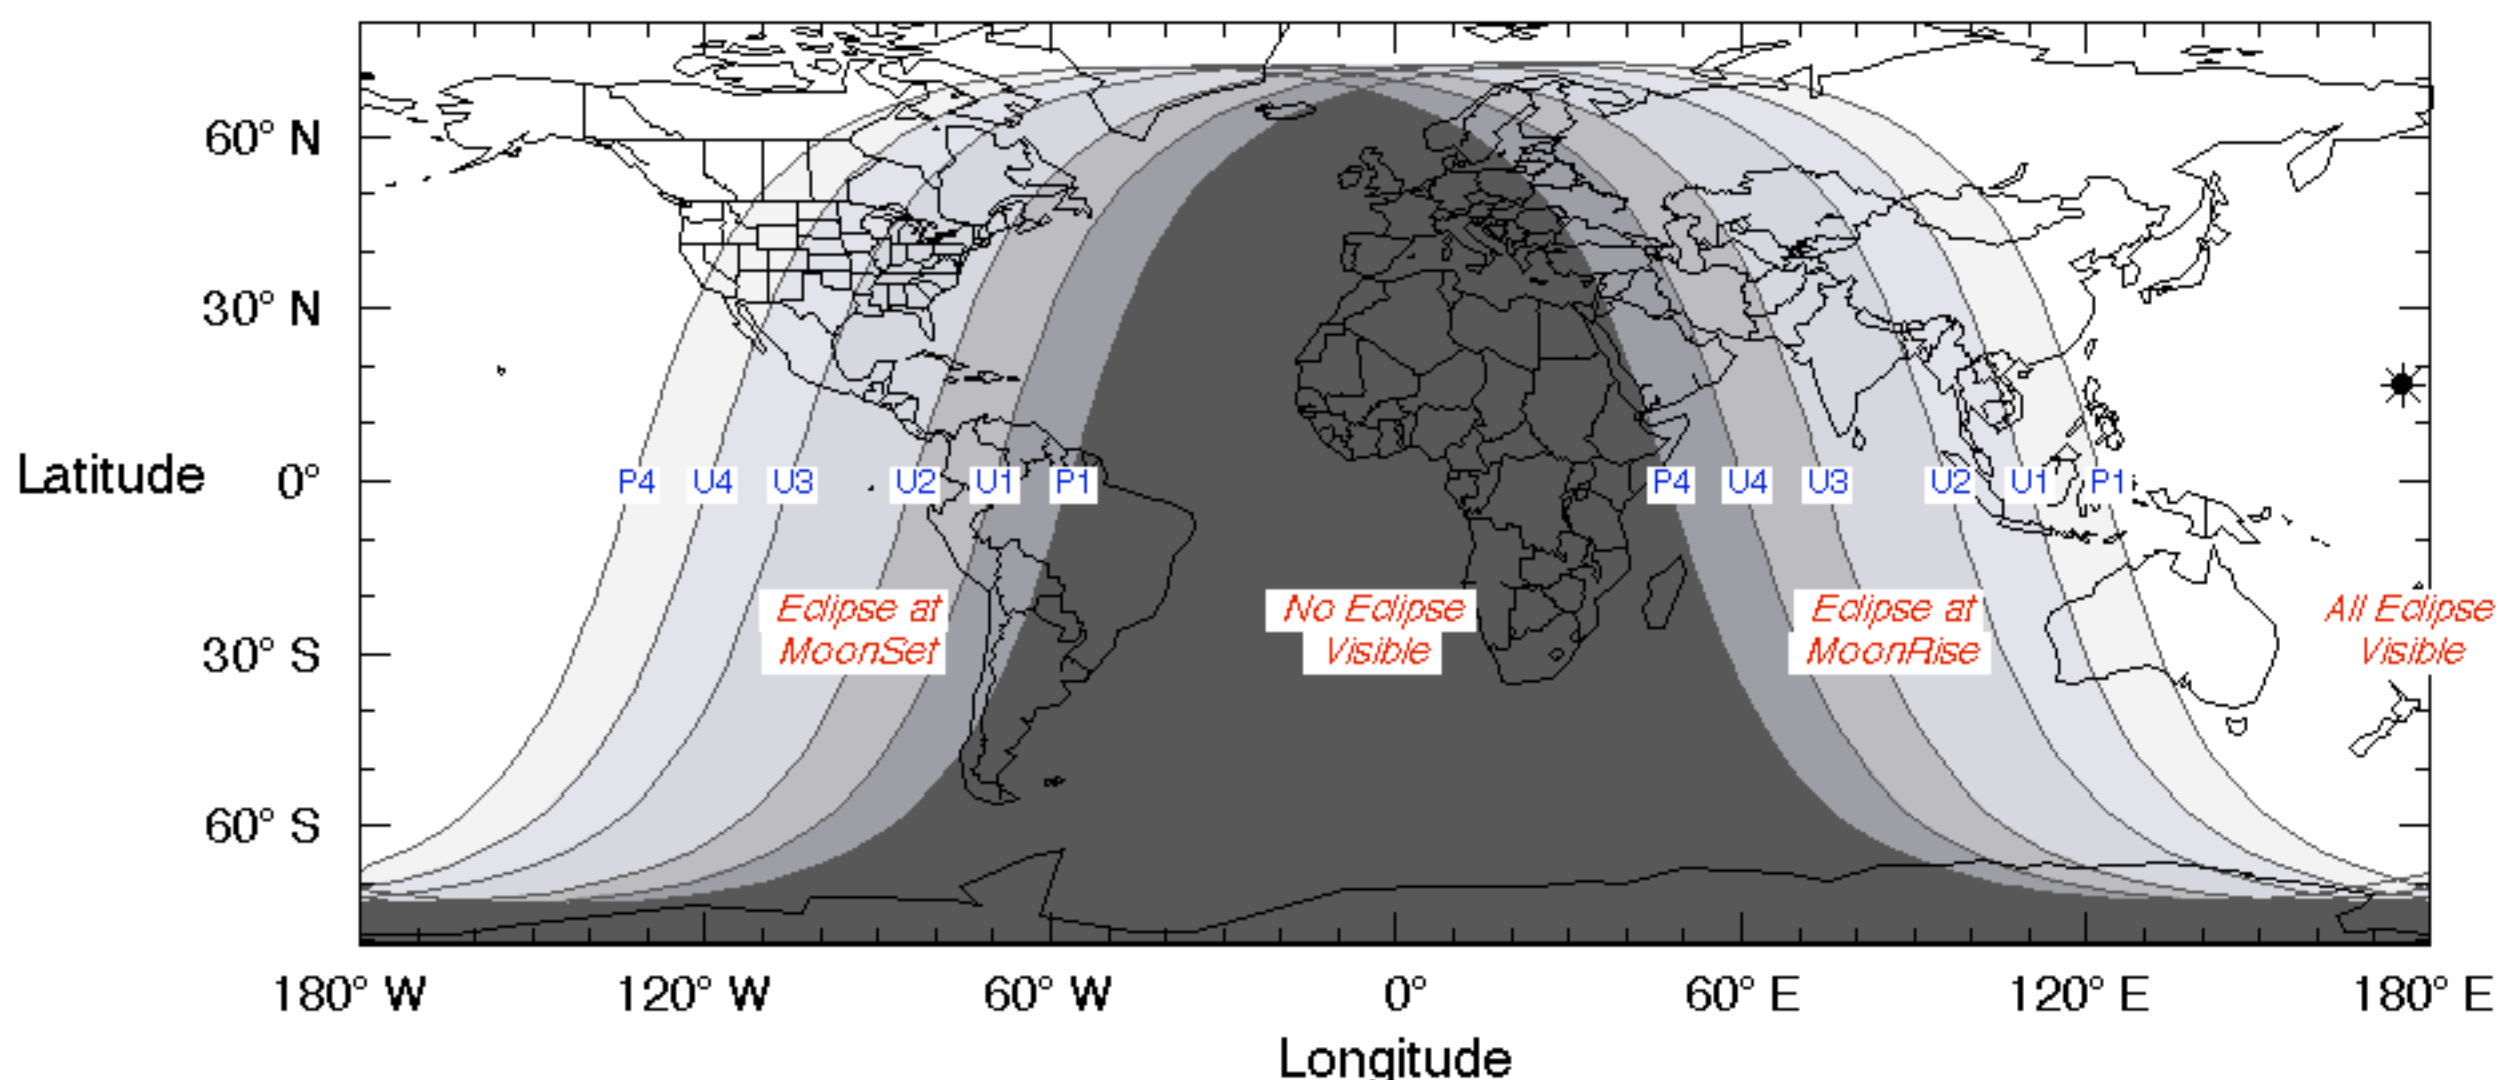 60° N
30° N
Latitude 0°
P4 U4 U3 U2 U1 P1 P4 U4 U3 U2 U1 P1
Eclipse at No Eclipse Eclipse at All Eclipse
MoonSet Visible MoonRise Visible
30° S
60° S
180° W 120° W 60° W 0° 60° E 120° E 180° E
Longitude